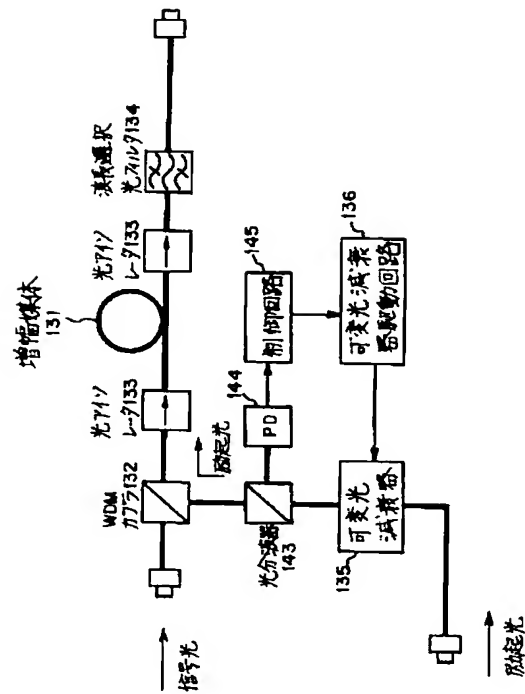 増幅媒体
131
光アイソ
レータ133
光アイソ
レータ133
波長選択
光フィルタ134
WDM
カプラ132
励起光
信号光
光分波器
143
144
PD
145
制御回路
136
可変光減衰
器駆動回路
135
可変光
減衰器
励起光